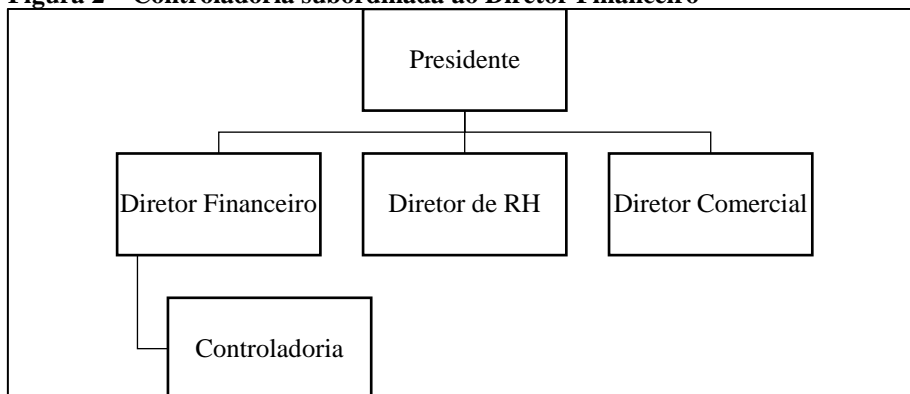 Figura 2 – Controladoria subordinada ao Diretor Financeiro
Presidente
Diretor Financeiro
Diretor de RH
Diretor Comercial
Controladoria